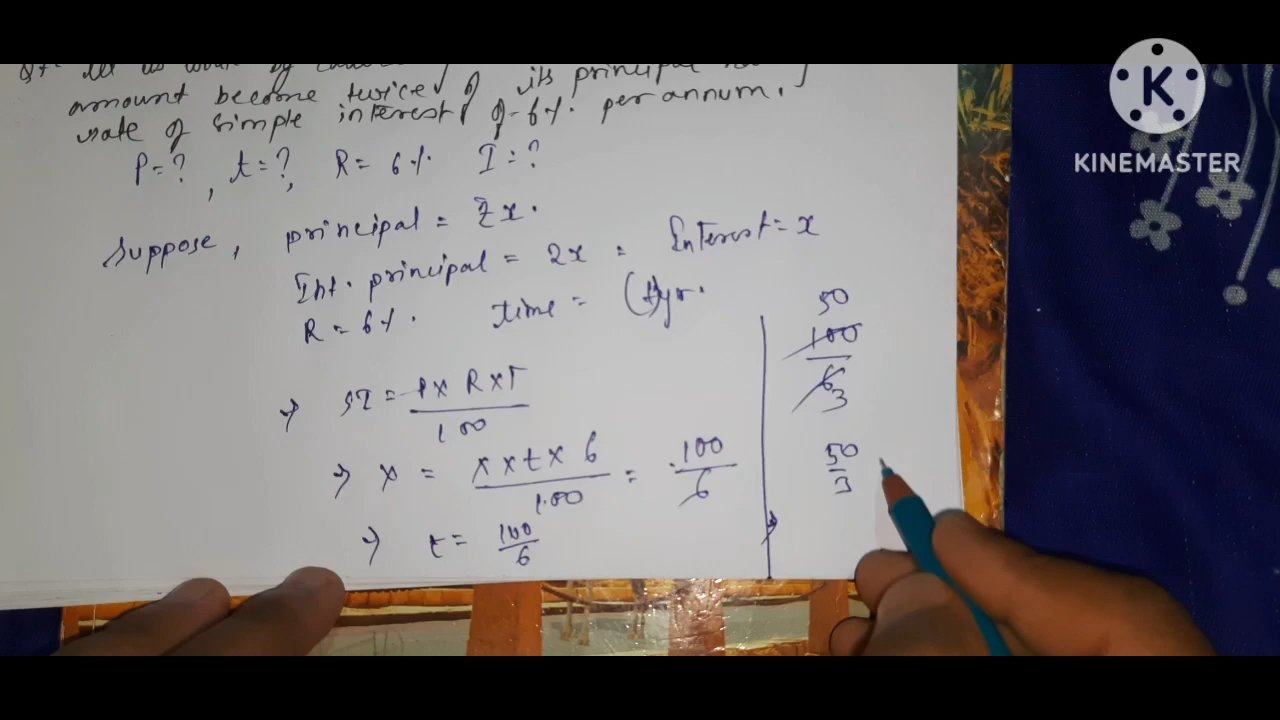 amount become twice of its principal
rate of simple interest of 6%. per annum.
P=?, t=?, R= 6%. I=?
Suppose, principal = ₹x.
Int. principal = 2x = Interest = x
R = 6%. time = (t)yr.
50
100
6
3
⇒ SI = P x R x T
100
⇒ x = x x t x 6 = 100
100 6
⇒ t = 100
6
50
3
K
KINEMASTER